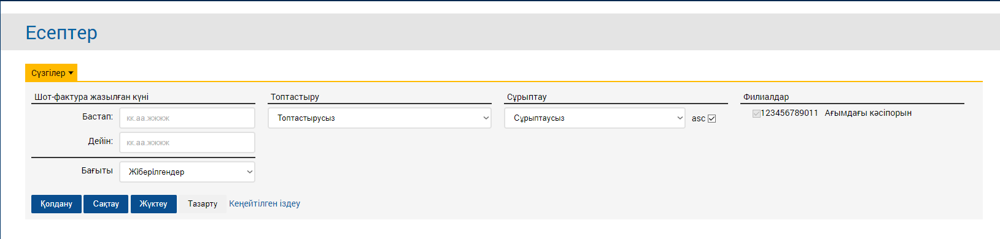 Есептер
Сүзгілер
Шот-фактура жазылған күні
Бастап: кк.аа.жжжж
Дейін: кк.аа.жжжж
Бағыты Жіберілгендер
Топтастыру
Топтастырусыз
Сұрыптау
Сұрыптаусыз asc
Филиалдар
123456789011 Ағымдағы кәсіпорын
Қолдану Сақтау Жүктеу Тазарту Кеңейтілген іздеу